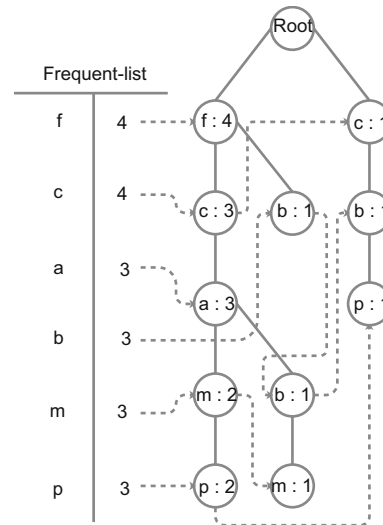 Root
Frequent-list
f 4 f : 4 c : 1
c 4 c : 3 b : 1 b : 1
a 3 a : 3 p : 1
b 3
m 3 m : 2 b : 1
p 3 p : 2 m : 1